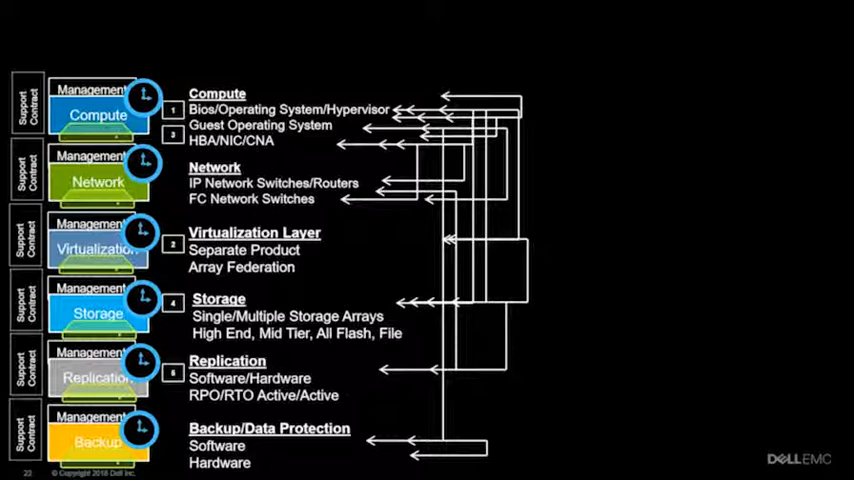 Support Contract
Management
Compute
1
3
Compute
Bios/Operating System/Hypervisor
Guest Operating System
HBA/NIC/CNA
Support Contract
Management
Network
Network
IP Network Switches/Routers
FC Network Switches
Support Contract
Management
Virtualization
2
Virtualization Layer
Separate Product
Array Federation
Support Contract
Management
Storage
4
Storage
Single/Multiple Storage Arrays
High End, Mid Tier, All Flash, File
Support Contract
Management
Replication
5
Replication
Software/Hardware
RPO/RTO Active/Active
Support Contract
Management
Backup
Backup/Data Protection
Software
Hardware
22
© Copyright 2016 Dell Inc.
DELLEMC